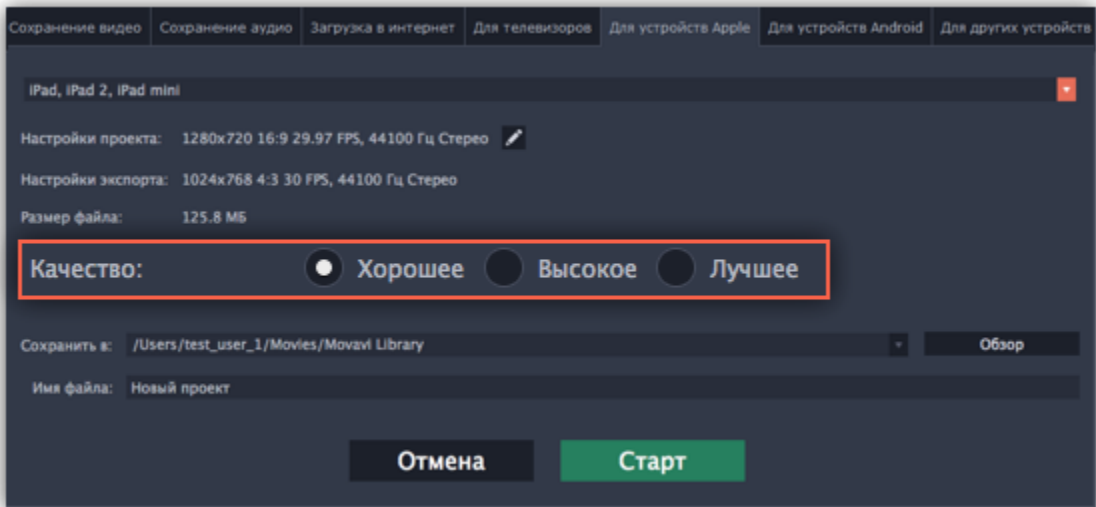 Сохранение видео Сохранение аудио Загрузка в интернет Для телевизоров Для устройств Apple Для устройств Android Для других устройств
iPad, iPad 2, iPad mini
Настройки проекта: 1280x720 16:9 29.97 FPS, 44100 Гц Стерео
Настройки экспорта: 1024x768 4:3 30 FPS, 44100 Гц Стерео
Размер файла: 125.8 МБ
Качество: Хорошее Высокое Лучшее
Сохранить в: /Users/test_user_1/Movies/Movavi Library Обзор
Имя файла: Новый проект
Отмена Старт